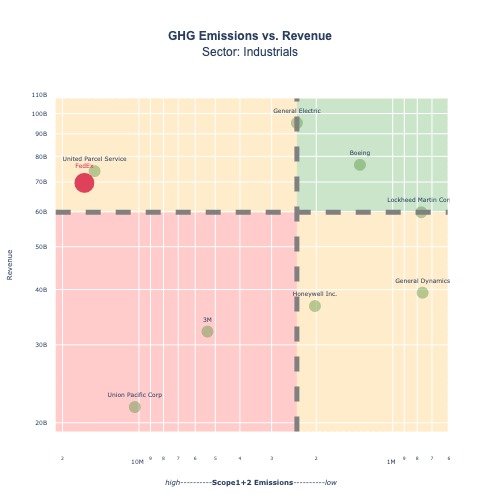 GHG Emissions vs. Revenue
Sector: Industrials
110B
100B
90B
80B
70B
60B
50B
40B
30B
20B
Revenue
General Electric
United Parcel Service
FedEx
Boeing
Lockheed Martin Corp
General Dynamics
Honeywell Inc.
3M
Union Pacific Corp
2 10M 9 8 7 6 5 4 3 2 1M 9 8 7 6
high----------Scope1+2 Emissions----------low